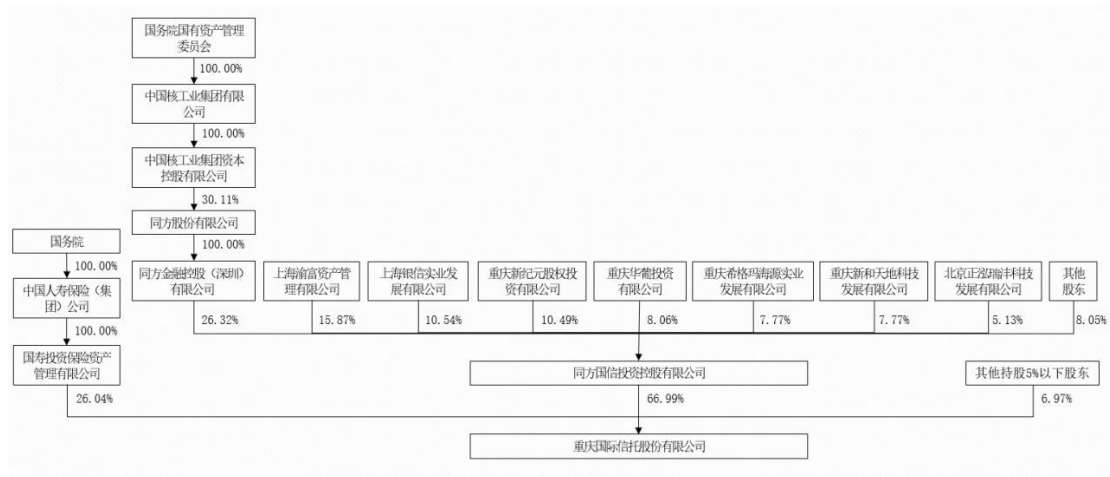 国务院国有资产管理
委员会
100.00%
中国核工业集团有限
公司
100.00%
中国核工业集团资本
控股有限公司
30.11%
同方股份有限公司
100.00%
国务院
100.00%
中国人寿保险（集
团）公司
100.00%
国寿投资保险资产
管理有限公司
26.04%
同方金融控股（深圳）
有限公司
26.32%
上海渝富资产管
理有限公司
15.87%
上海银信实业发
展有限公司
10.54%
重庆新纪元股权投
资有限公司
10.49%
重庆华葡投资
有限公司
8.06%
重庆希格玛海源实业
发展有限公司
7.77%
重庆新和天地科技
发展有限公司
7.77%
北京正泓瑞沣科技
发展有限公司
5.13%
其他
股东
8.05%
同方国信投资控股有限公司
66.99%
其他持股5%以下股东
6.97%
重庆国际信托股份有限公司